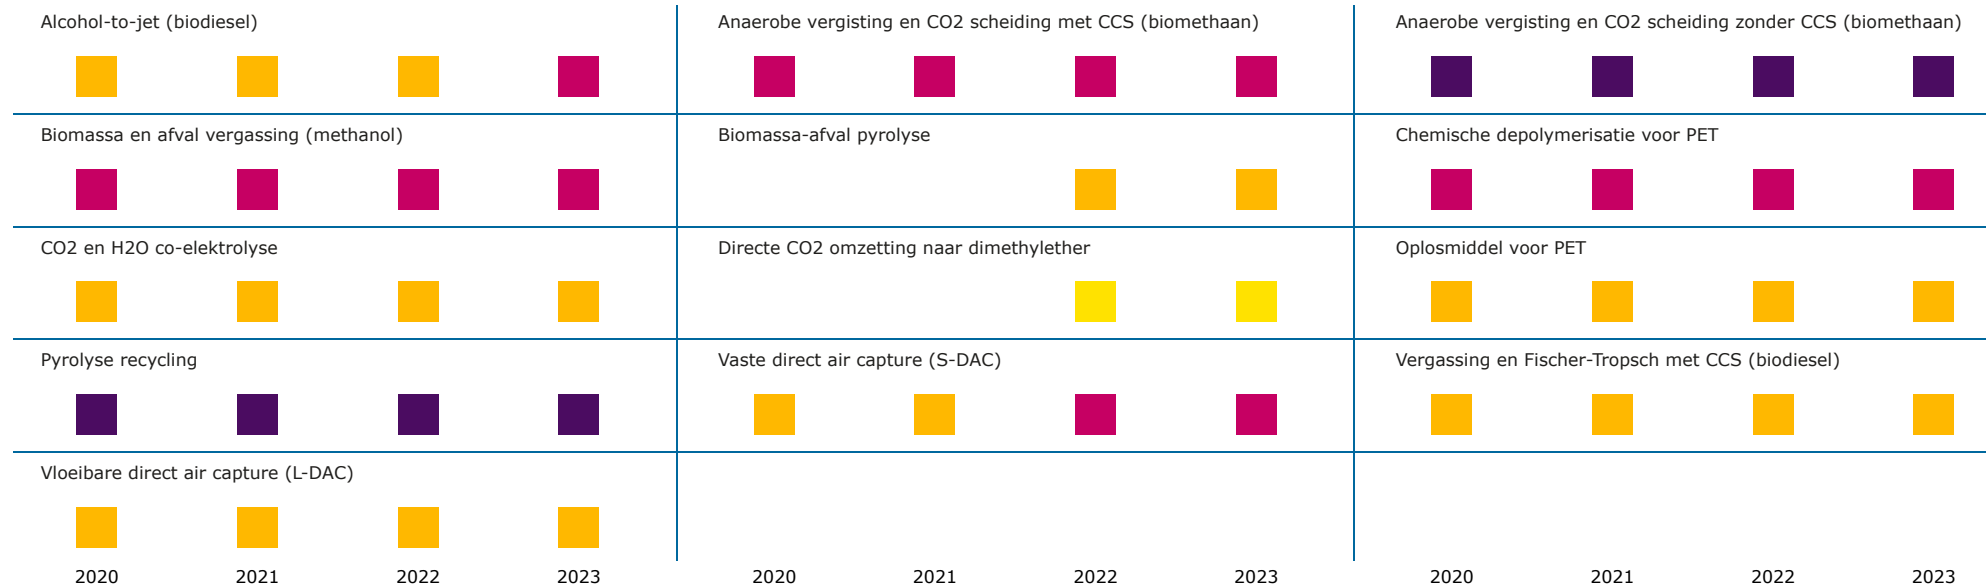 Alcohol-to-jet (biodiesel)
Anaerobe vergisting en CO2 scheiding met CCS (biomethaan)
Anaerobe vergisting en CO2 scheiding zonder CCS (biomethaan)
Biomassa en afval vergassing (methanol)
Biomassa-afval pyrolyse
Chemische depolymerisatie voor PET
CO2 en H2O co-elektrolyse
Directe CO2 omzetting naar dimethylether
Oplosmiddel voor PET
Pyrolyse recycling
Vaste direct air capture (S-DAC)
Vergassing en Fischer-Tropsch met CCS (biodiesel)
Vloeibare direct air capture (L-DAC)
2020 2021 2022 2023 2020 2021 2022 2023 2020 2021 2022 2023